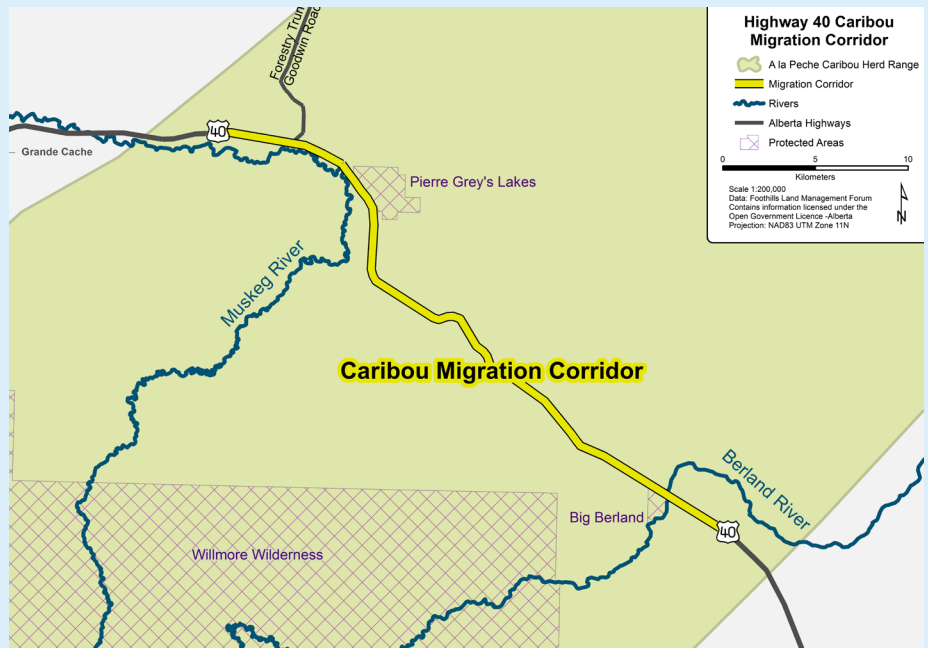 Highway 40 Caribou
Migration Corridor
A la Peche Caribou Herd Range
Migration Corridor
Rivers
Alberta Highways
Protected Areas
0 5 10
Kilometers
Scale 1:200,000
Data: Foothills Land Management Forum
Contains information licensed under the
Open Government Licence -Alberta
Projection: NAD83 UTM Zone 11N
N
Forestry Trun
Goodwin Road
40
Grande Cache
Pierre Grey's Lakes
Muskeg River
Caribou Migration Corridor
Berland River
Big Berland
40
Willmore Wilderness